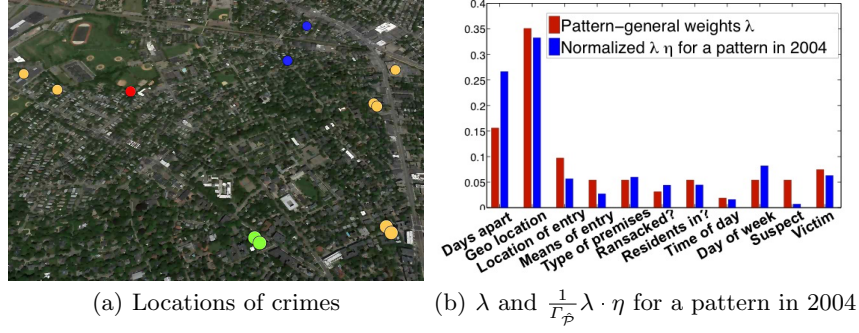 0.4
0.35
0.3
0.25
0.2
0.15
0.1
0.05
0
Pattern-general weights λ
Normalized λ η for a pattern in 2004
Days apart
Geo location
Location of entry
Means of entry
Type of premises
Ransacked?
Residents in?
Time of day
Day of week
Suspect
Victim
(a) Locations of crimes
(b) λ and 1/Γ_𝒫̂ λ · η for a pattern in 2004